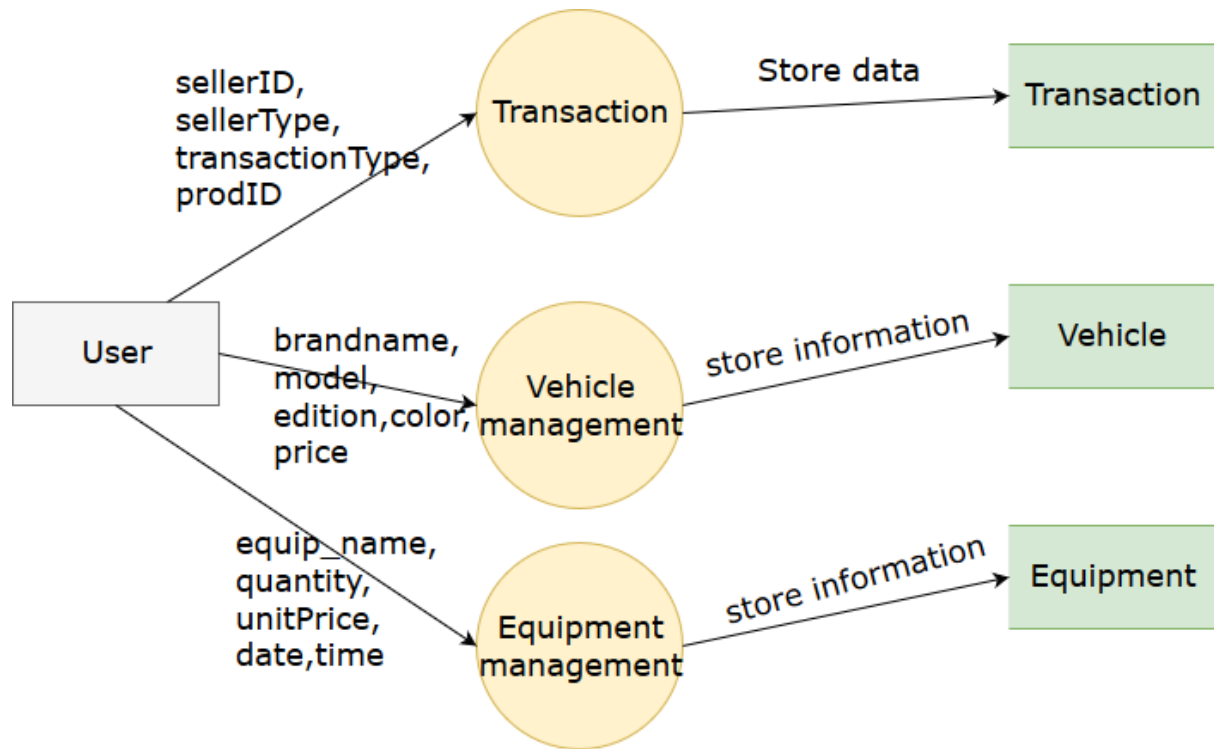 sellerID,
sellerType,
transactionType,
prodID
Transaction
Store data
Transaction
User
brandname,
model,
edition,color,
price
Vehicle
management
store information
Vehicle
equip_name,
quantity,
unitPrice,
date,time
Equipment
management
store information
Equipment